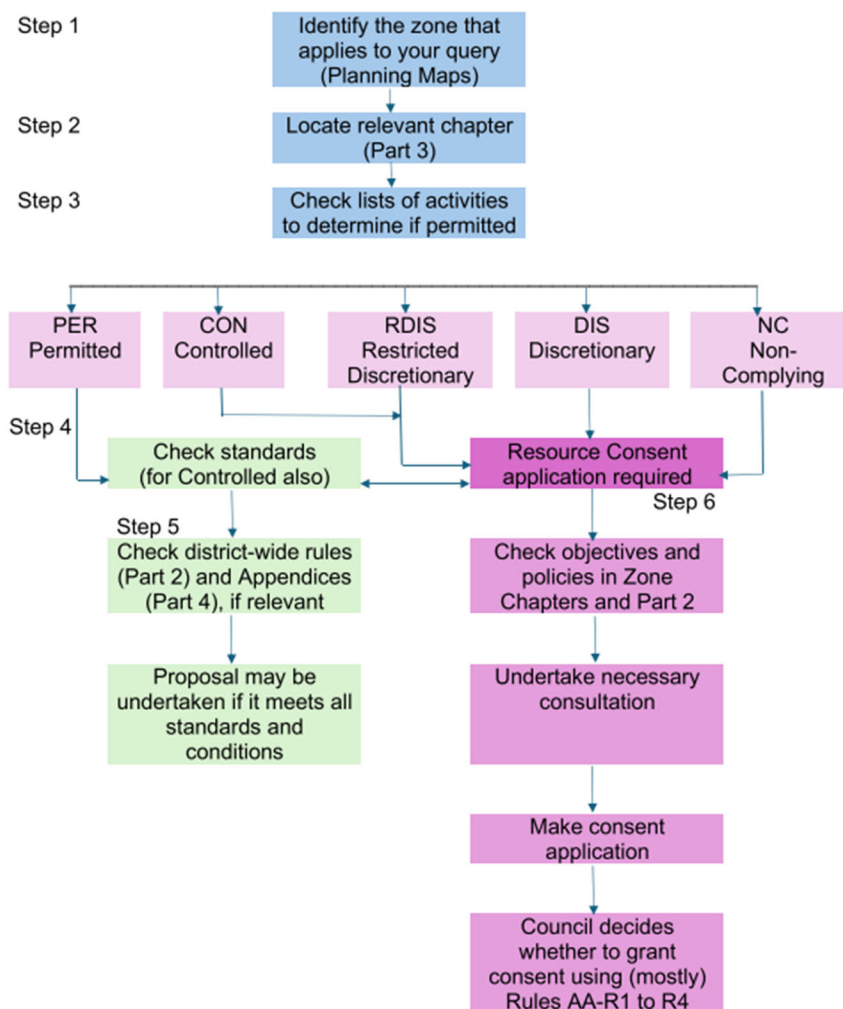 Step 1
Identify the zone that
applies to your query
(Planning Maps)
Step 2
Locate relevant chapter
(Part 3)
Step 3
Check lists of activities
to determine if permitted
PER
Permitted
CON
Controlled
RDIS
Restricted
Discretionary
DIS
Discretionary
NC
Non-
Complying
Step 4
Check standards
(for Controlled also)
Resource Consent
application required
Step 6
Step 5
Check district-wide rules
(Part 2) and Appendices
(Part 4), if relevant
Check objectives and
policies in Zone
Chapters and Part 2
Proposal may be
undertaken if it meets all
standards and
conditions
Undertake necessary
consultation
Make consent
application
Council decides
whether to grant
consent using (mostly)
Rules AA-R1 to R4